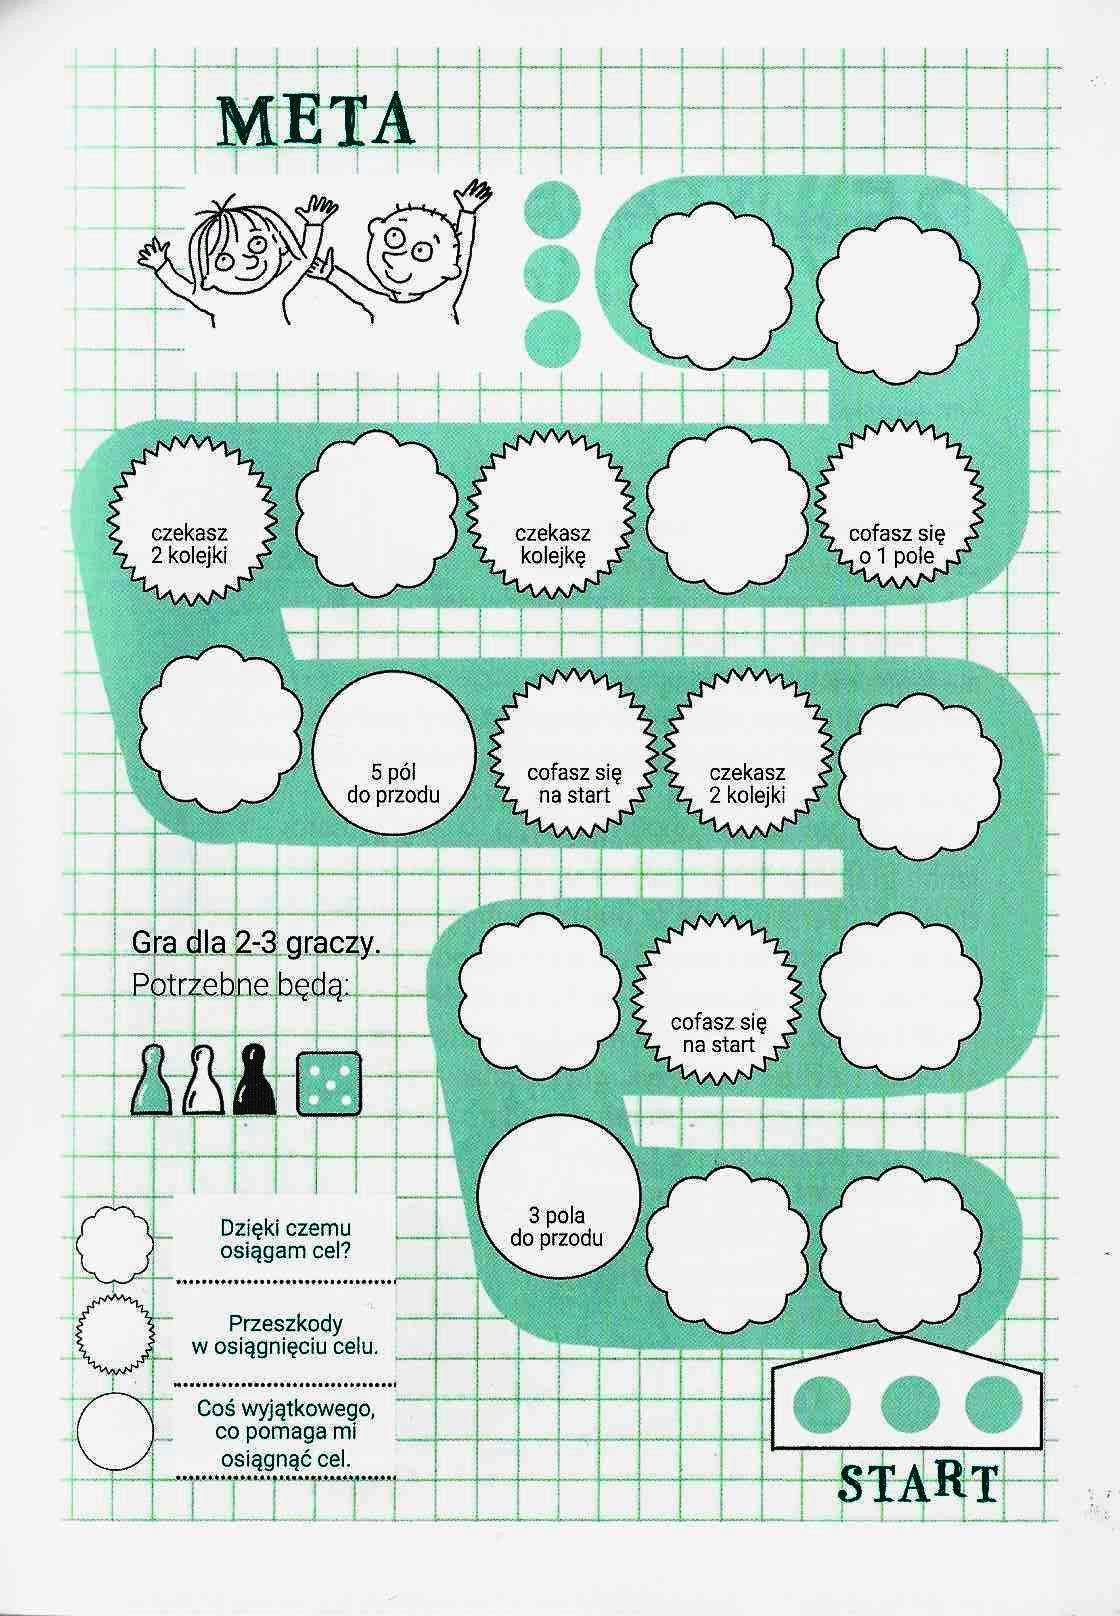 META
czekasz
2 kolejki
czekasz
kolejkę
cofasz się
o 1 pole
5 pól
do przodu
cofasz się
na start
czekasz
2 kolejki
Gra dla 2-3 graczy.
Potrzebne będą:
cofasz się
na start
3 pola
do przodu
Dzięki czemu
osiągam cel?
Przeszkody
w osiągnięciu celu.
Coś wyjątkowego,
co pomaga mi
osiągnąć cel.
START